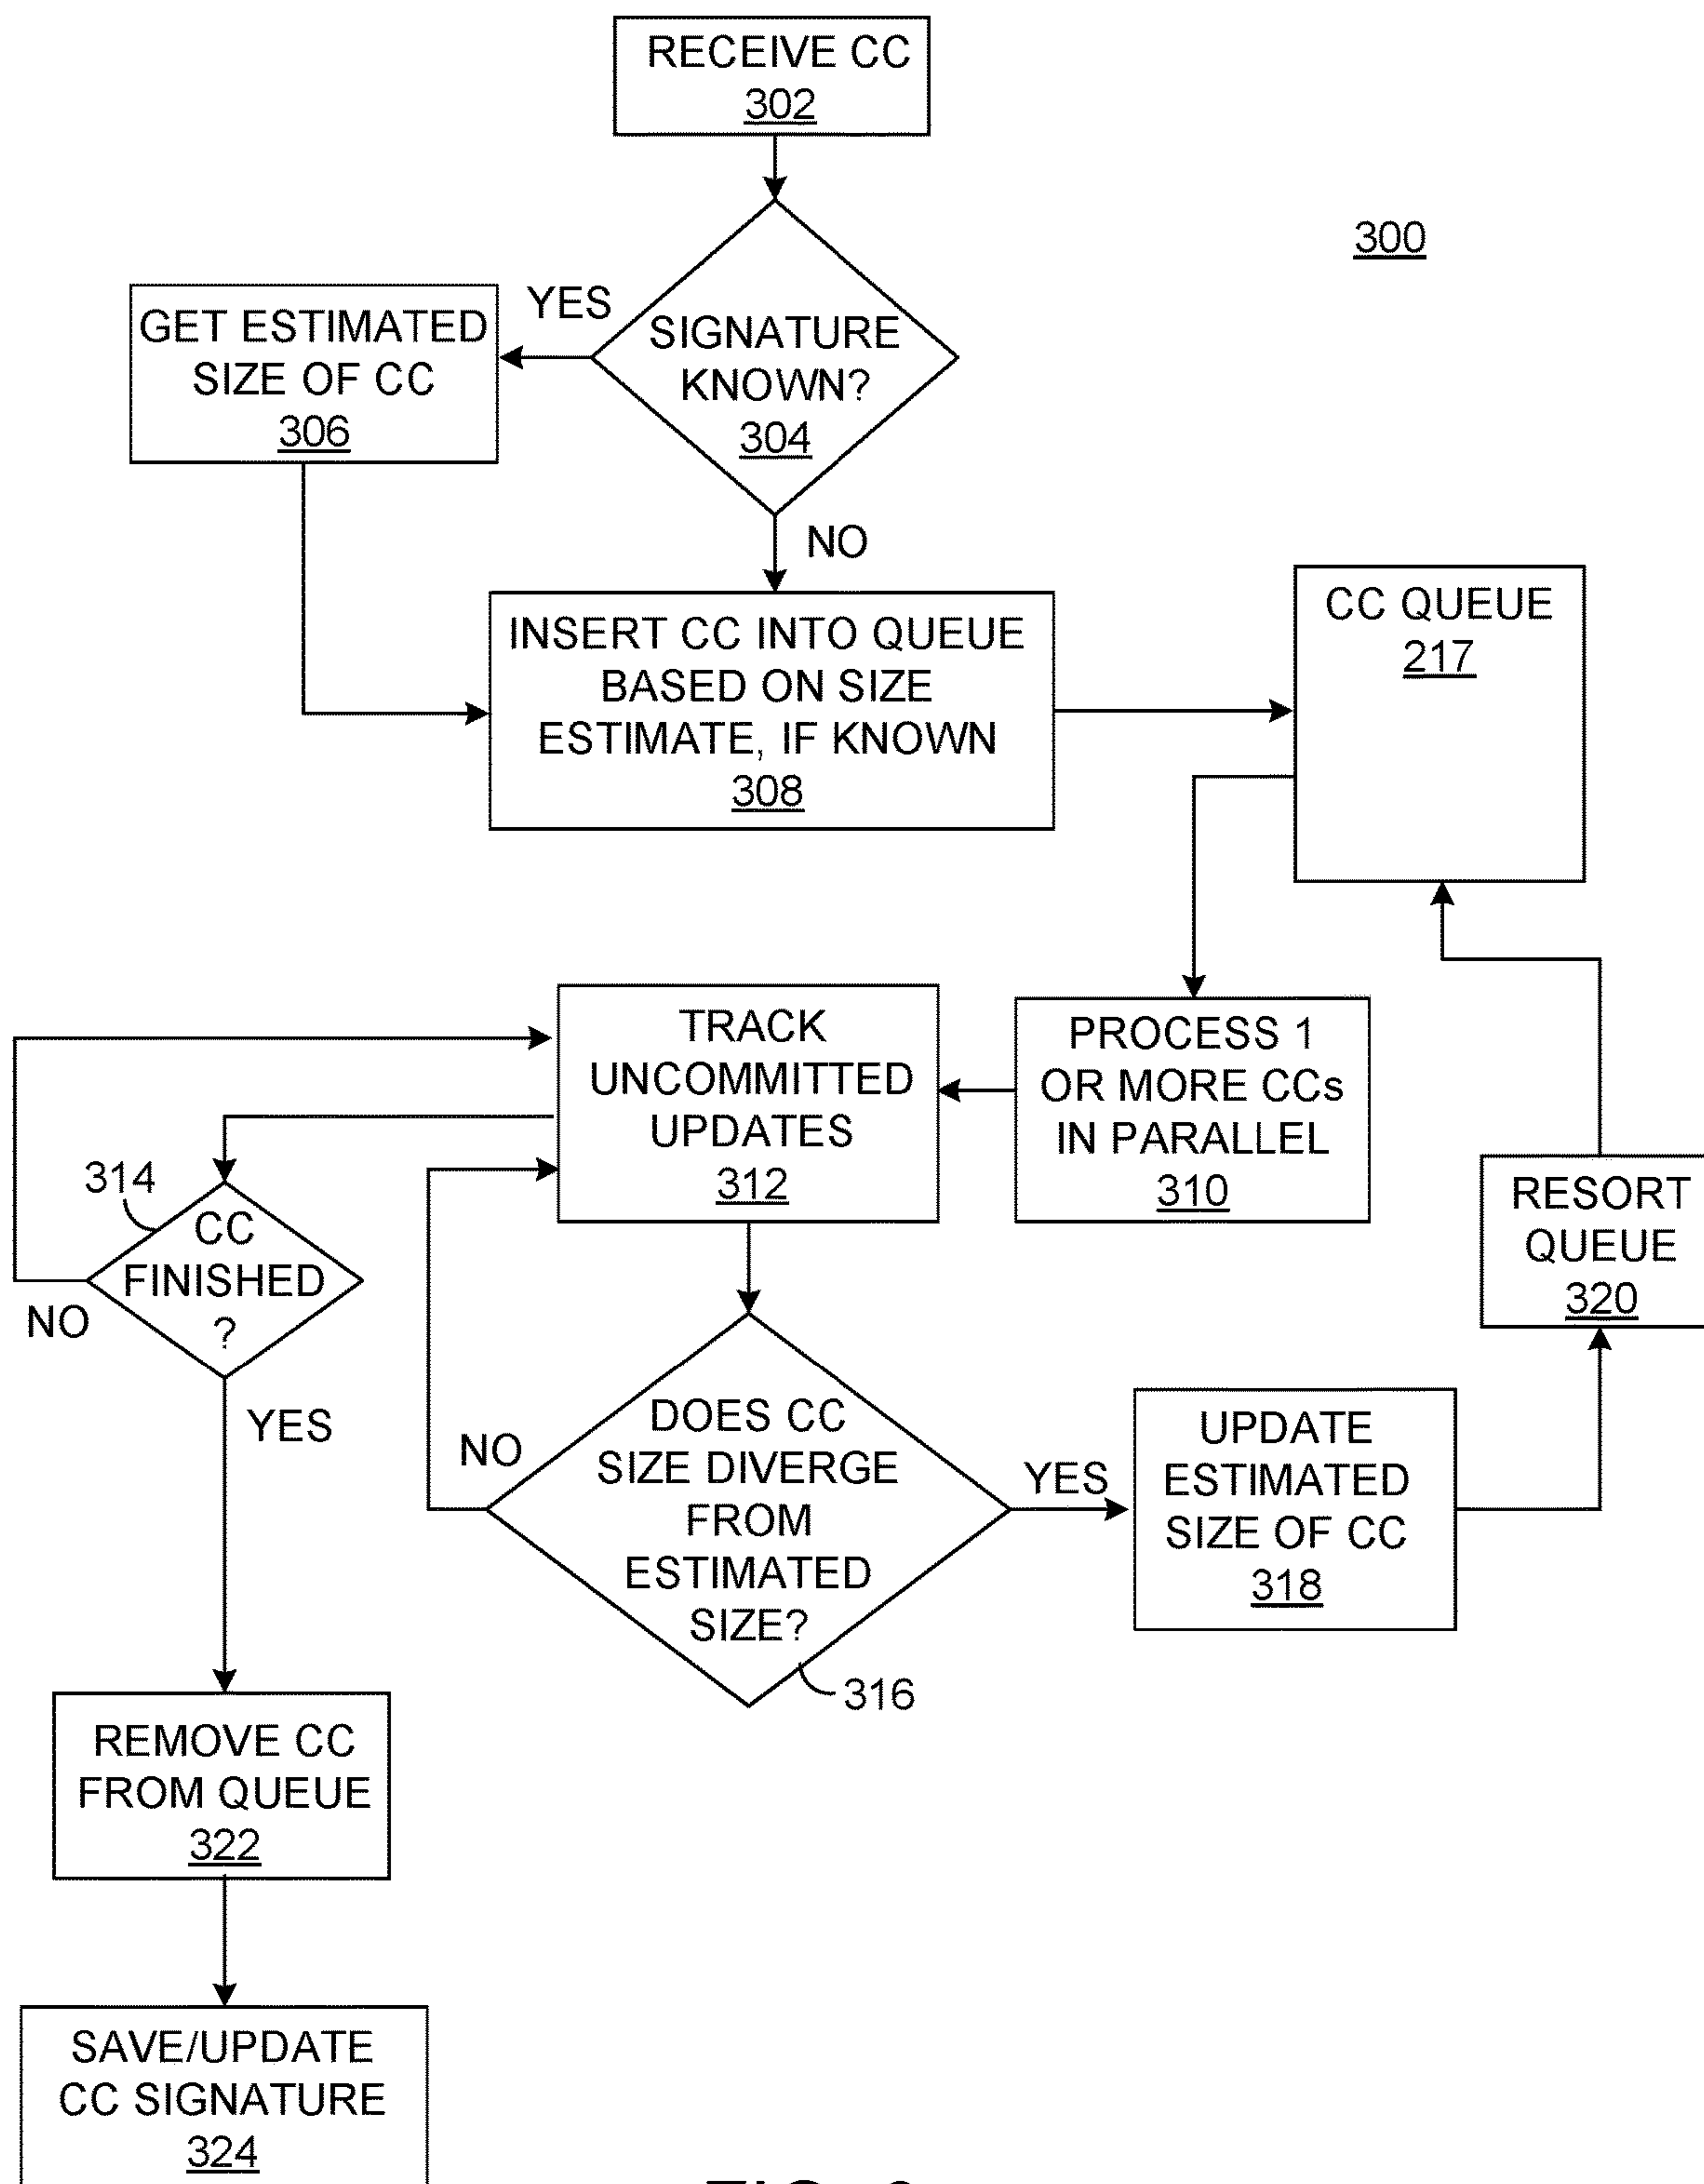 RECEIVE CC
302
300
YES
SIGNATURE
KNOWN?
304
GET ESTIMATED
SIZE OF CC
306
NO
INSERT CC INTO QUEUE
BASED ON SIZE
ESTIMATE, IF KNOWN
308
CC QUEUE
217
PROCESS 1
OR MORE CCs
IN PARALLEL
310
TRACK
UNCOMMITTED
UPDATES
312
314
CC
FINISHED
?
NO
YES
DOES CC
SIZE DIVERGE
FROM
ESTIMATED
SIZE?
316
NO
YES
UPDATE
ESTIMATED
SIZE OF CC
318
RESORT
QUEUE
320
REMOVE CC
FROM QUEUE
322
SAVE/UPDATE
CC SIGNATURE
324